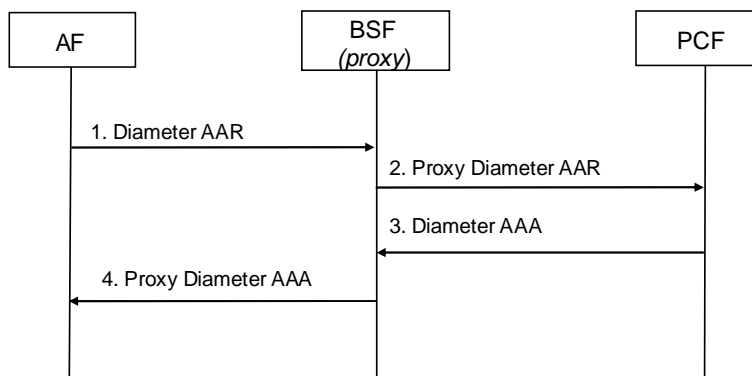 AF
BSF
(proxy)
PCF
1. Diameter AAR
2. Proxy Diameter AAR
3. Diameter AAA
4. Proxy Diameter AAA